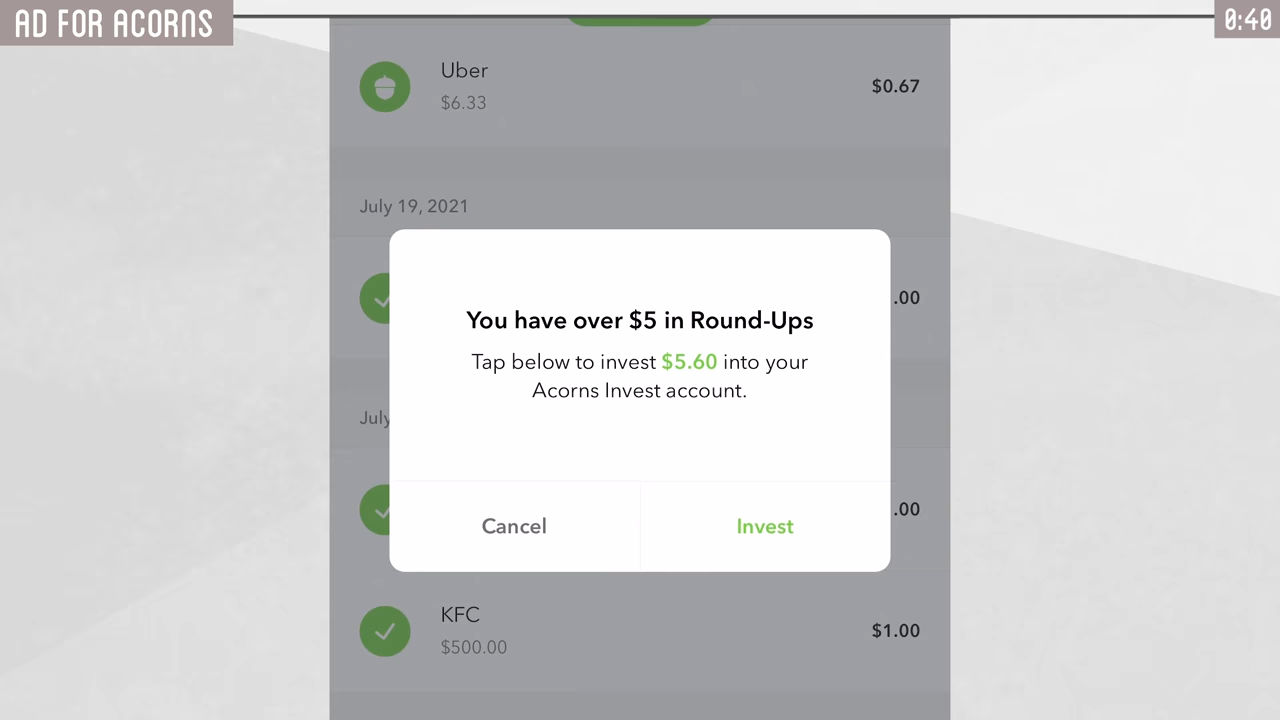 AD FOR ACORNS
0:40
Uber
$6.33
$0.67
July 19, 2021
.00
You have over $5 in Round-Ups
Tap below to invest $5.60 into your
Acorns Invest account.
July
.00
Cancel
Invest
KFC
$500.00
$1.00